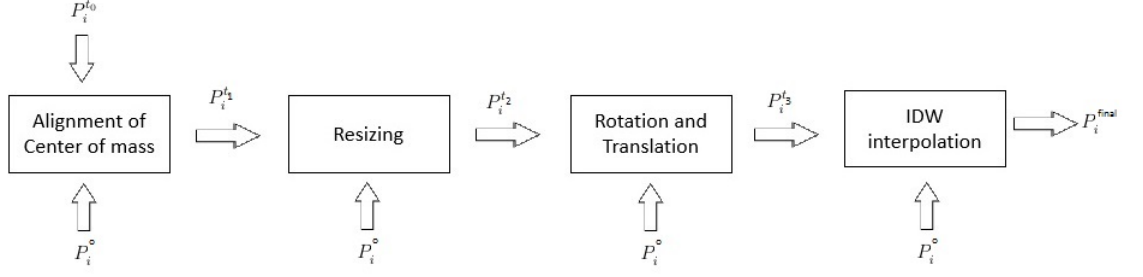 P_i^{t_0}
Alignment of
Center of mass
P_i^{t_1}
Resizing
P_i^{t_2}
Rotation and
Translation
P_i^{t_3}
IDW
interpolation
P_i^{final}
P_i^°
P_i^°
P_i^°
P_i^°